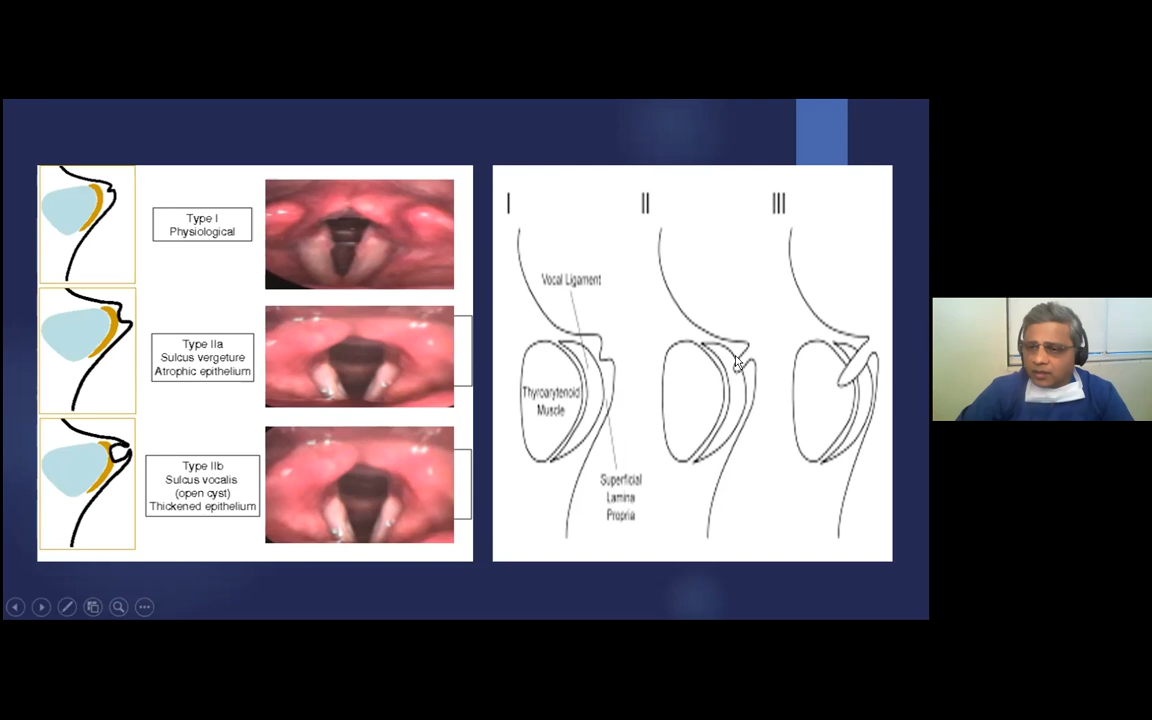 Type I
Physiological
Type IIa
Sulcus vergeture
Atrophic epithelium
Type IIb
Sulcus vocalis
(open cyst)
Thickened epithelium
I
II
III
Vocal Ligament
Thyroarytenoid
Muscle
Superficial
Lamina
Propria